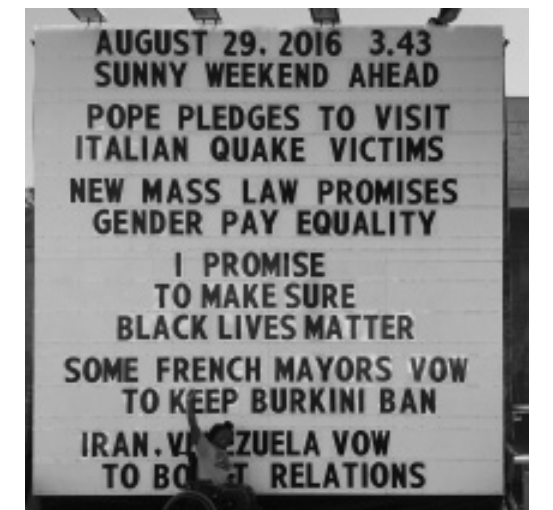 AUGUST 29. 2016 3.43
SUNNY WEEKEND AHEAD
POPE PLEDGES TO VISIT
ITALIAN QUAKE VICTIMS
NEW MASS LAW PROMISES
GENDER PAY EQUALITY
I PROMISE
TO MAKE SURE
BLACK LIVES MATTER
SOME FRENCH MAYORS VOW
TO KEEP BURKINI BAN
IRAN.VENEZUELA VOW
TO BOOST RELATIONS